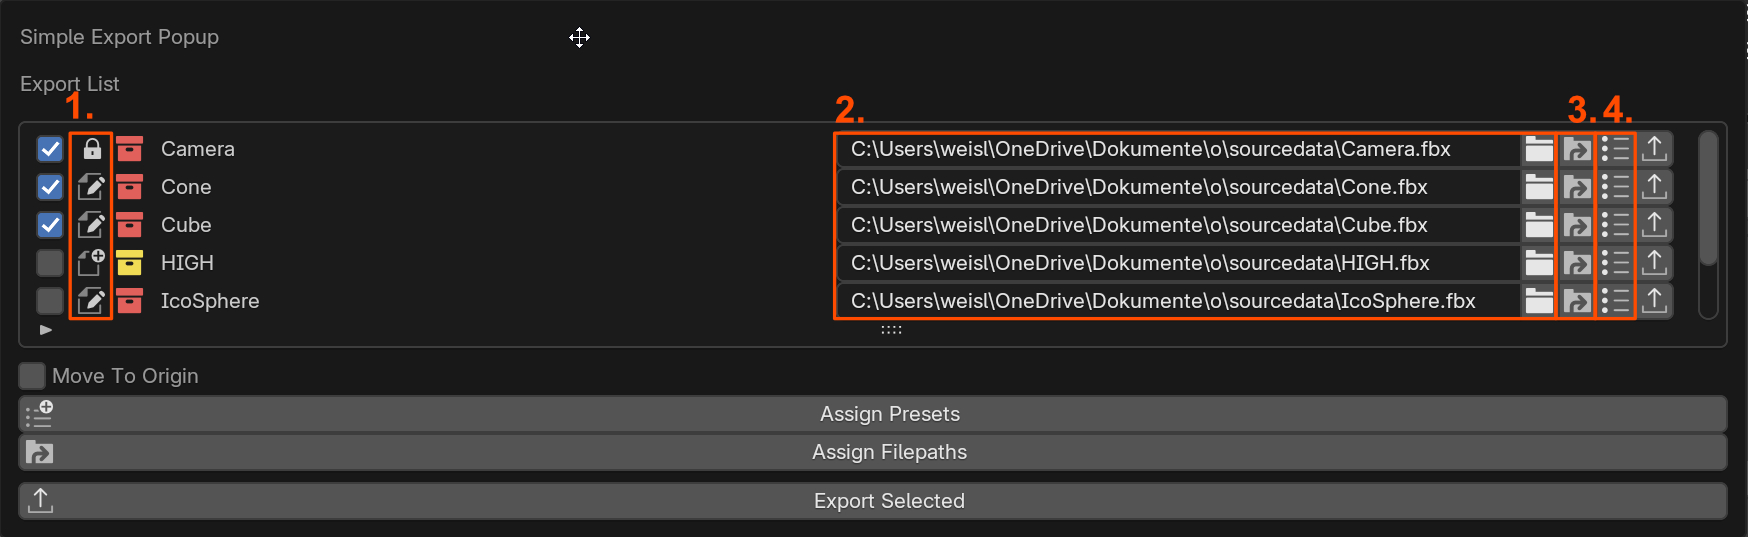 Simple Export Popup
Export List
1. 2. 3. 4.
Camera C:\Users\weisl\OneDrive\Dokumente\o\sourcedata\Camera.fbx
Cone C:\Users\weisl\OneDrive\Dokumente\o\sourcedata\Cone.fbx
Cube C:\Users\weisl\OneDrive\Dokumente\o\sourcedata\Cube.fbx
HIGH C:\Users\weisl\OneDrive\Dokumente\o\sourcedata\HIGH.fbx
IcoSphere C:\Users\weisl\OneDrive\Dokumente\o\sourcedata\IcoSphere.fbx
Move To Origin
Assign Presets
Assign Filepaths
Export Selected